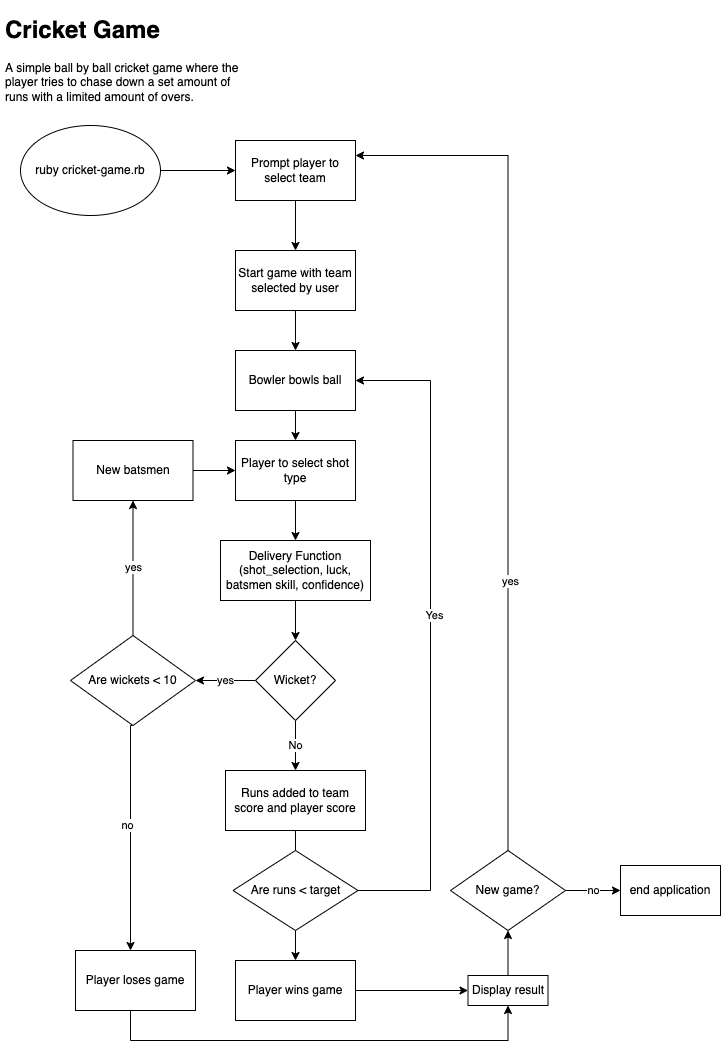 Cricket Game
A simple ball by ball cricket game where the
player tries to chase down a set amount of
runs with a limited amount of overs.
ruby cricket-game.rb
Prompt player to
select team
Start game with team
selected by user
Bowler bowls ball
New batsmen
Player to select shot
type
Delivery Function
(shot_selection, luck,
batsmen skill, confidence)
yes
yes
Yes
Are wickets < 10
yes
Wicket?
No
Runs added to team
score and player score
no
Are runs < target
New game?
no
end application
Player loses game
Player wins game
Display result